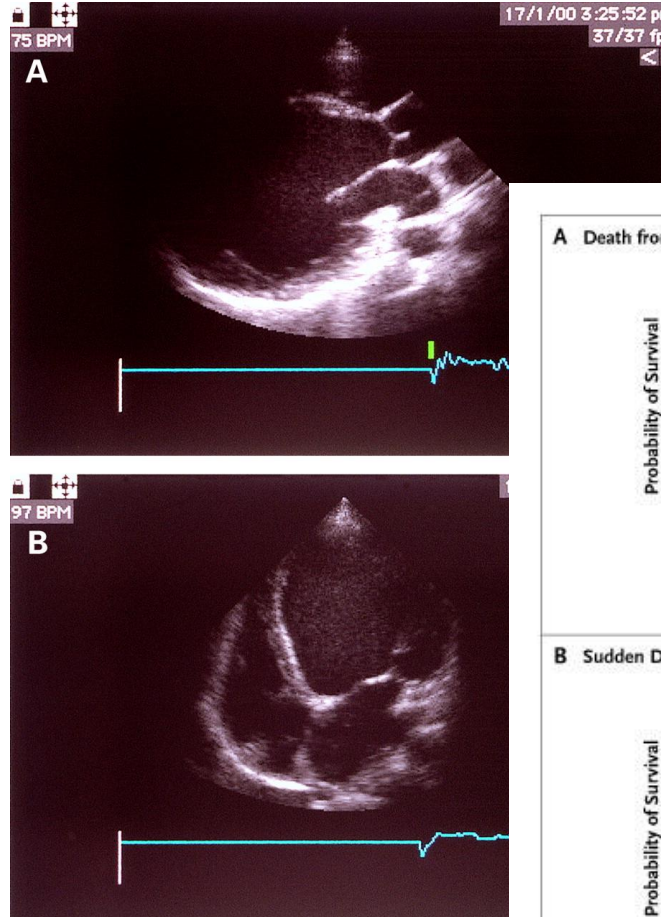 17/1/00 3:25:52 p
37/37 fp
75 BPM
<
A
97 BPM
B
A Death fro
Probability of Survival
B Sudden D
Probability of Survival